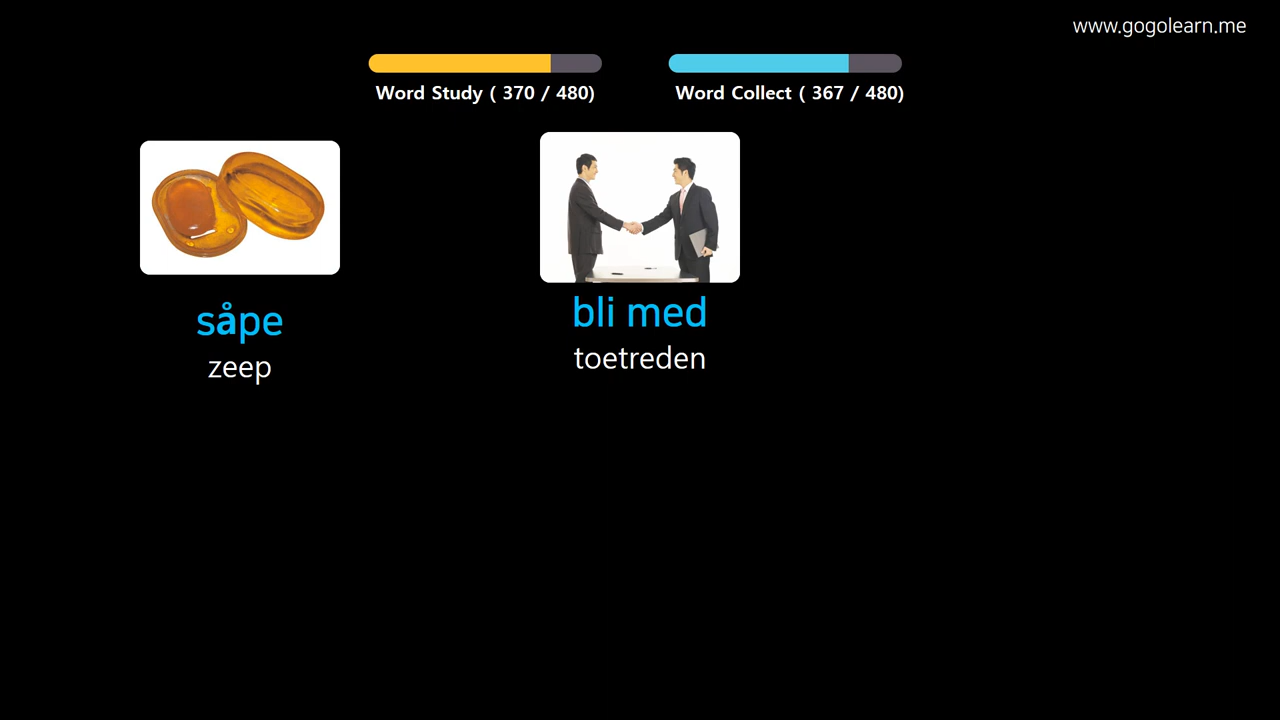 www.gogolearn.me
Word Study ( 370 / 480)
Word Collect ( 367 / 480)
såpe
zeep
bli med
toetreden